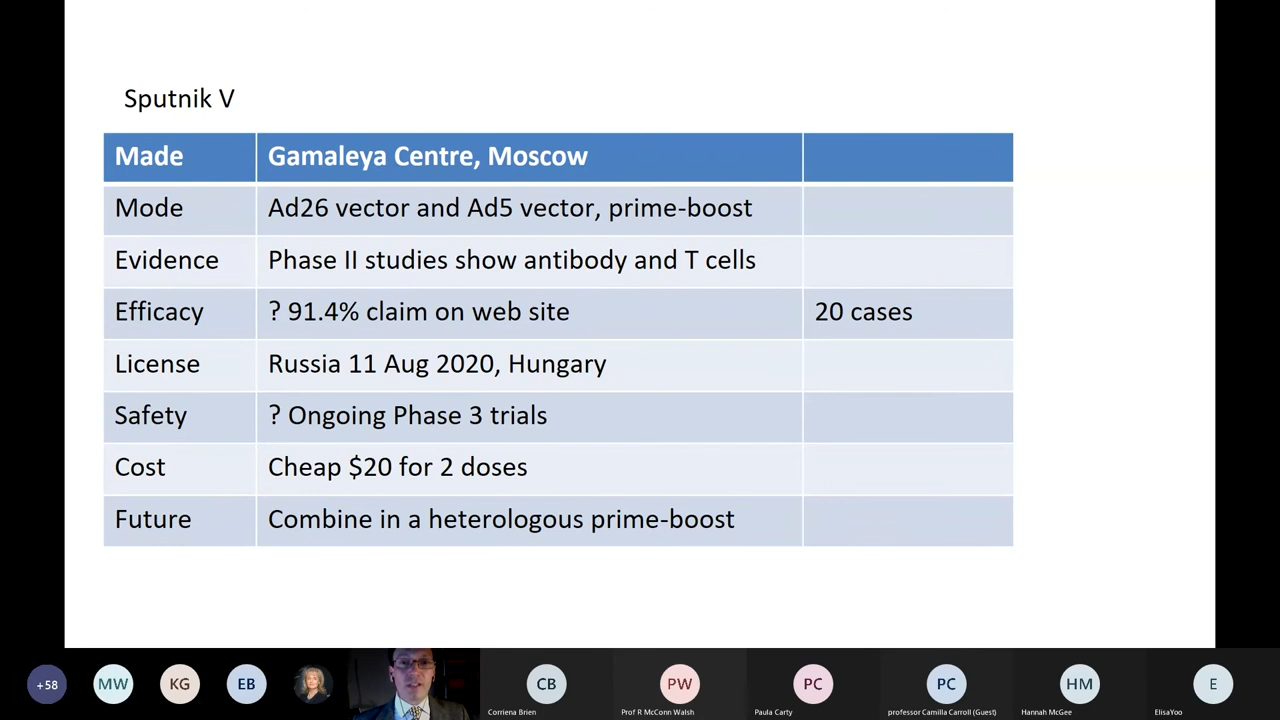 Sputnik V
Made Gamaleya Centre, Moscow
Mode Ad26 vector and Ad5 vector, prime-boost
Evidence Phase II studies show antibody and T cells
Efficacy ? 91.4% claim on web site 20 cases
License Russia 11 Aug 2020, Hungary
Safety ? Ongoing Phase 3 trials
Cost Cheap $20 for 2 doses
Future Combine in a heterologous prime-boost
+58 MW KG EB CB PW PC PC HM E
Corriena Brien Prof R McConn Walsh Paula Carty professor Camilla Carroll (Guest) Hannah McGee ElisaYoo